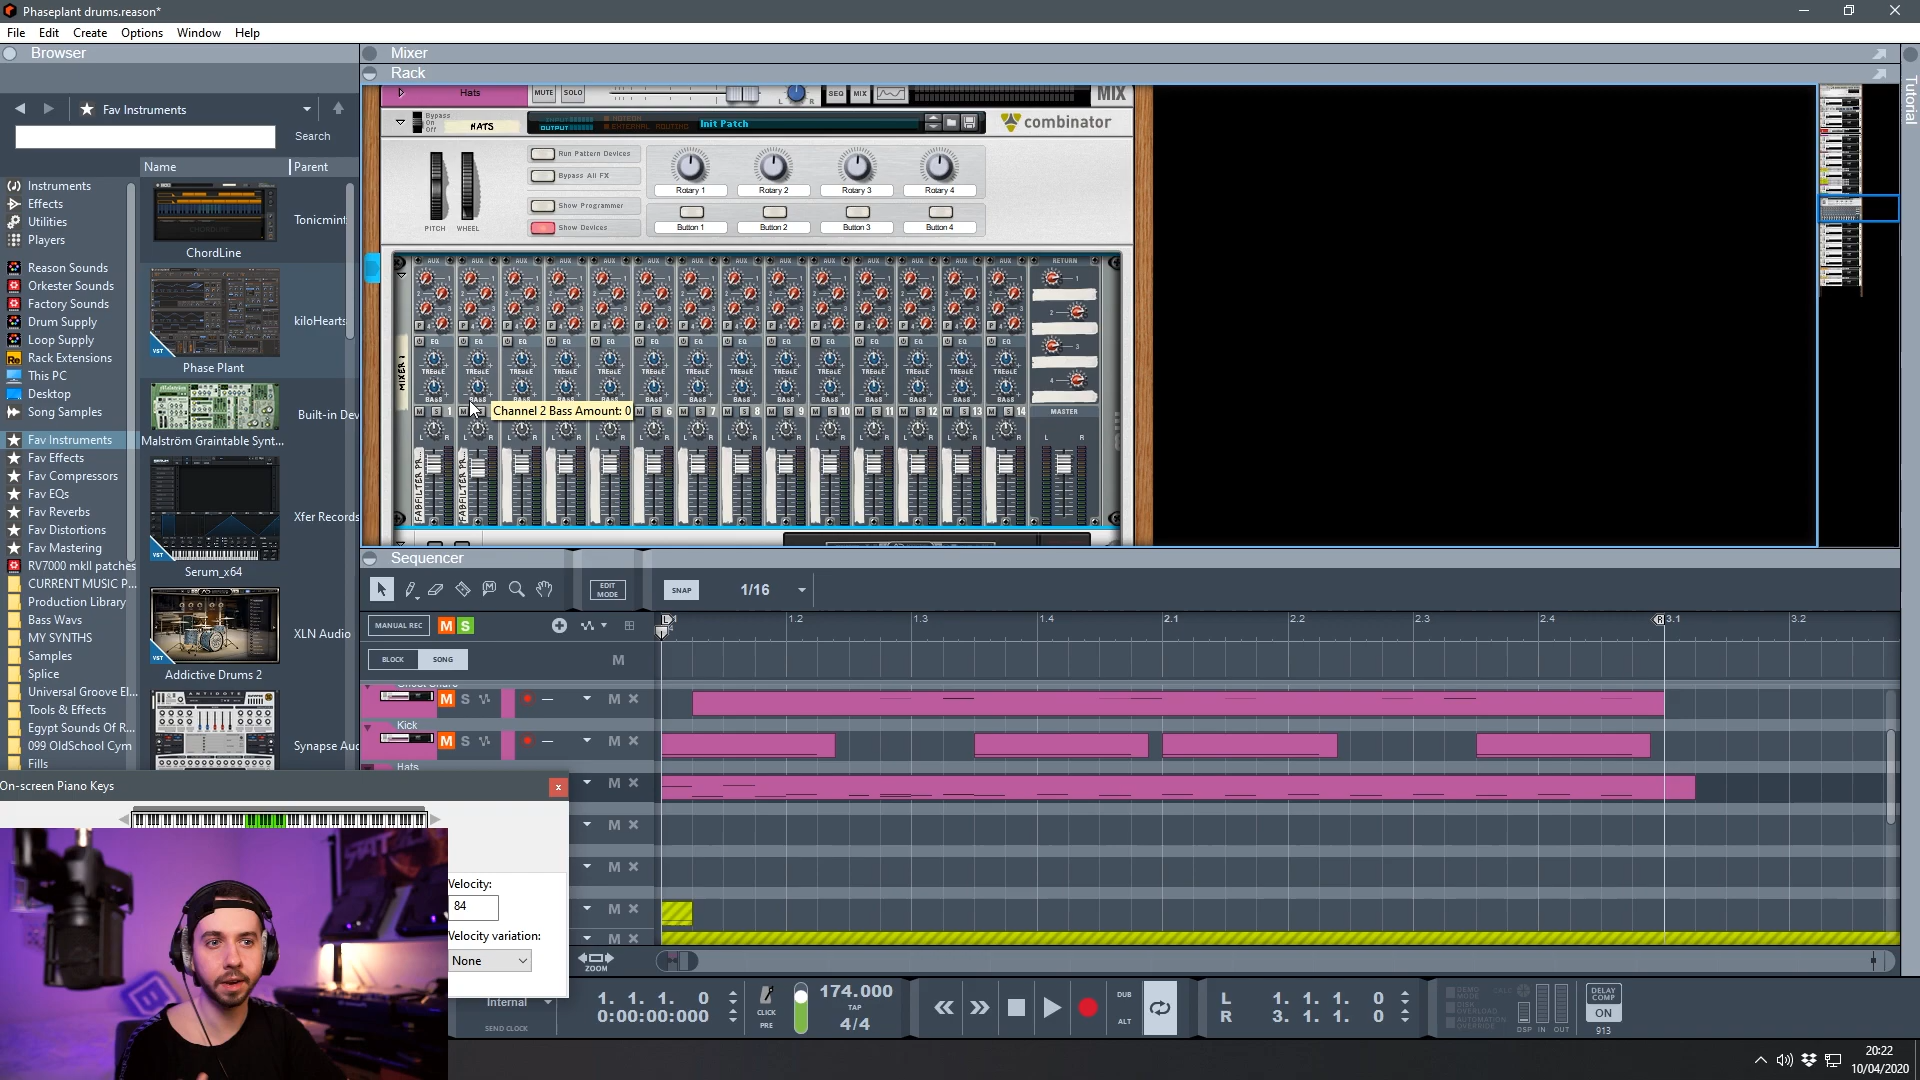 Phaseplant drums.reason*
File Edit Create Options Window Help
Browser
Mixer
Rack
Tutorial
Fav Instruments
Search
Name Parent
Instruments
Effects
Utilities
Players
Reason Sounds
Orkester Sounds
Factory Sounds
Drum Supply
Loop Supply
Rack Extensions
This PC
Desktop
Song Samples
Fav Instruments
Fav Effects
Fav Compressors
Fav EQs
Fav Reverbs
Fav Distortions
Fav Mastering
RV7000 mkII patches
CURRENT MUSIC P...
Production Library
Bass Wavs
MY SYNTHS
Samples
Splice
Universal Groove El...
Tools & Effects
Egypt Sounds Of R...
099 OldSchool Cym
Fills
ChordLine
Tonicmint
Phase Plant
kiloHearts
Malström Graintable Synt...
Built-in Dev
Serum_x64
Xfer Records
Addictive Drums 2
XLN Audio
ANTIDOTE
Synapse Aud
Hats MUTE SOLO SEQ MIX MIX
Bypass
On
Off
HATS
Init Patch
combinator
Run Pattern Devices
Bypass All FX
Show Programmer
Show Devices
PITCH WHEEL
Rotary 1 Rotary 2 Rotary 3 Rotary 4
Button 1 Button 2 Button 3 Button 4
AUX
RETURN
EQ
TREBLE
BASS
MASTER
MIXER 1
FABFILTER PR...
FABFILTER PR...
Channel 2 Bass Amount: 0
Sequencer
EDIT MODE SNAP 1/16
MANUAL REC M S
BLOCK SONG M
1.2 1.3 1.4 2.1 2.2 2.3 2.4 3.1 3.2
Kick
Hats
On-screen Piano Keys
Velocity:
84
Velocity variation:
None
ZOOM
Internal
SEND CLOCK
1. 1. 1. 0
0:00:00:000
CLICK
PRE
174.000
TAP
4/4
DUB
ALT
L 1. 1. 1. 0
R 3. 1. 1. 0
DSP IN OUT
DELAY COMP
ON
913
20:22
10/04/2020